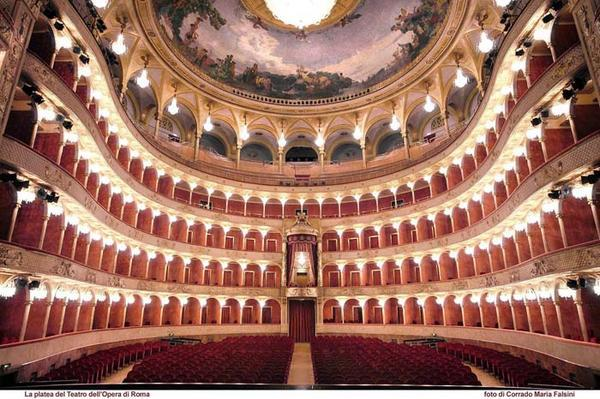 La platea del Teatro dell'Opera di Roma
foto di Corrado Maria Falsini